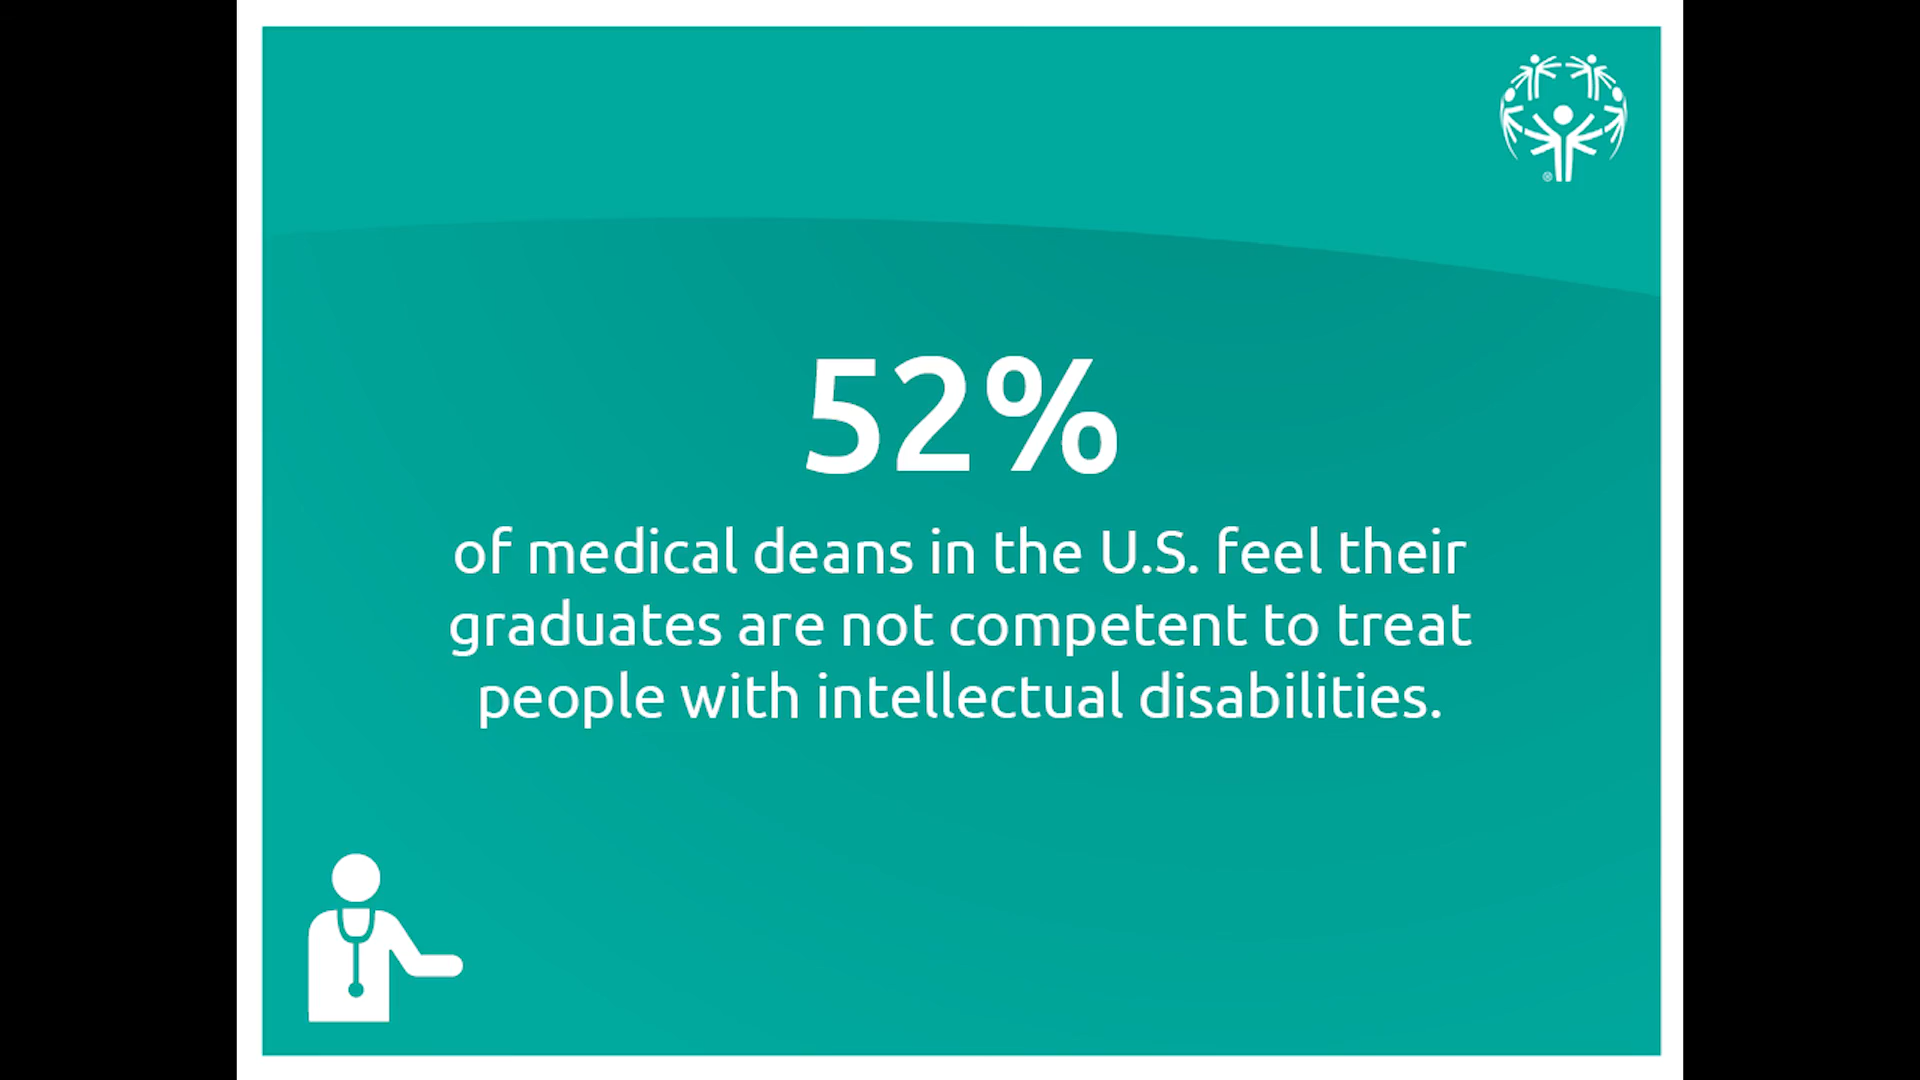 ®
52%
of medical deans in the U.S. feel their
graduates are not competent to treat
people with intellectual disabilities.